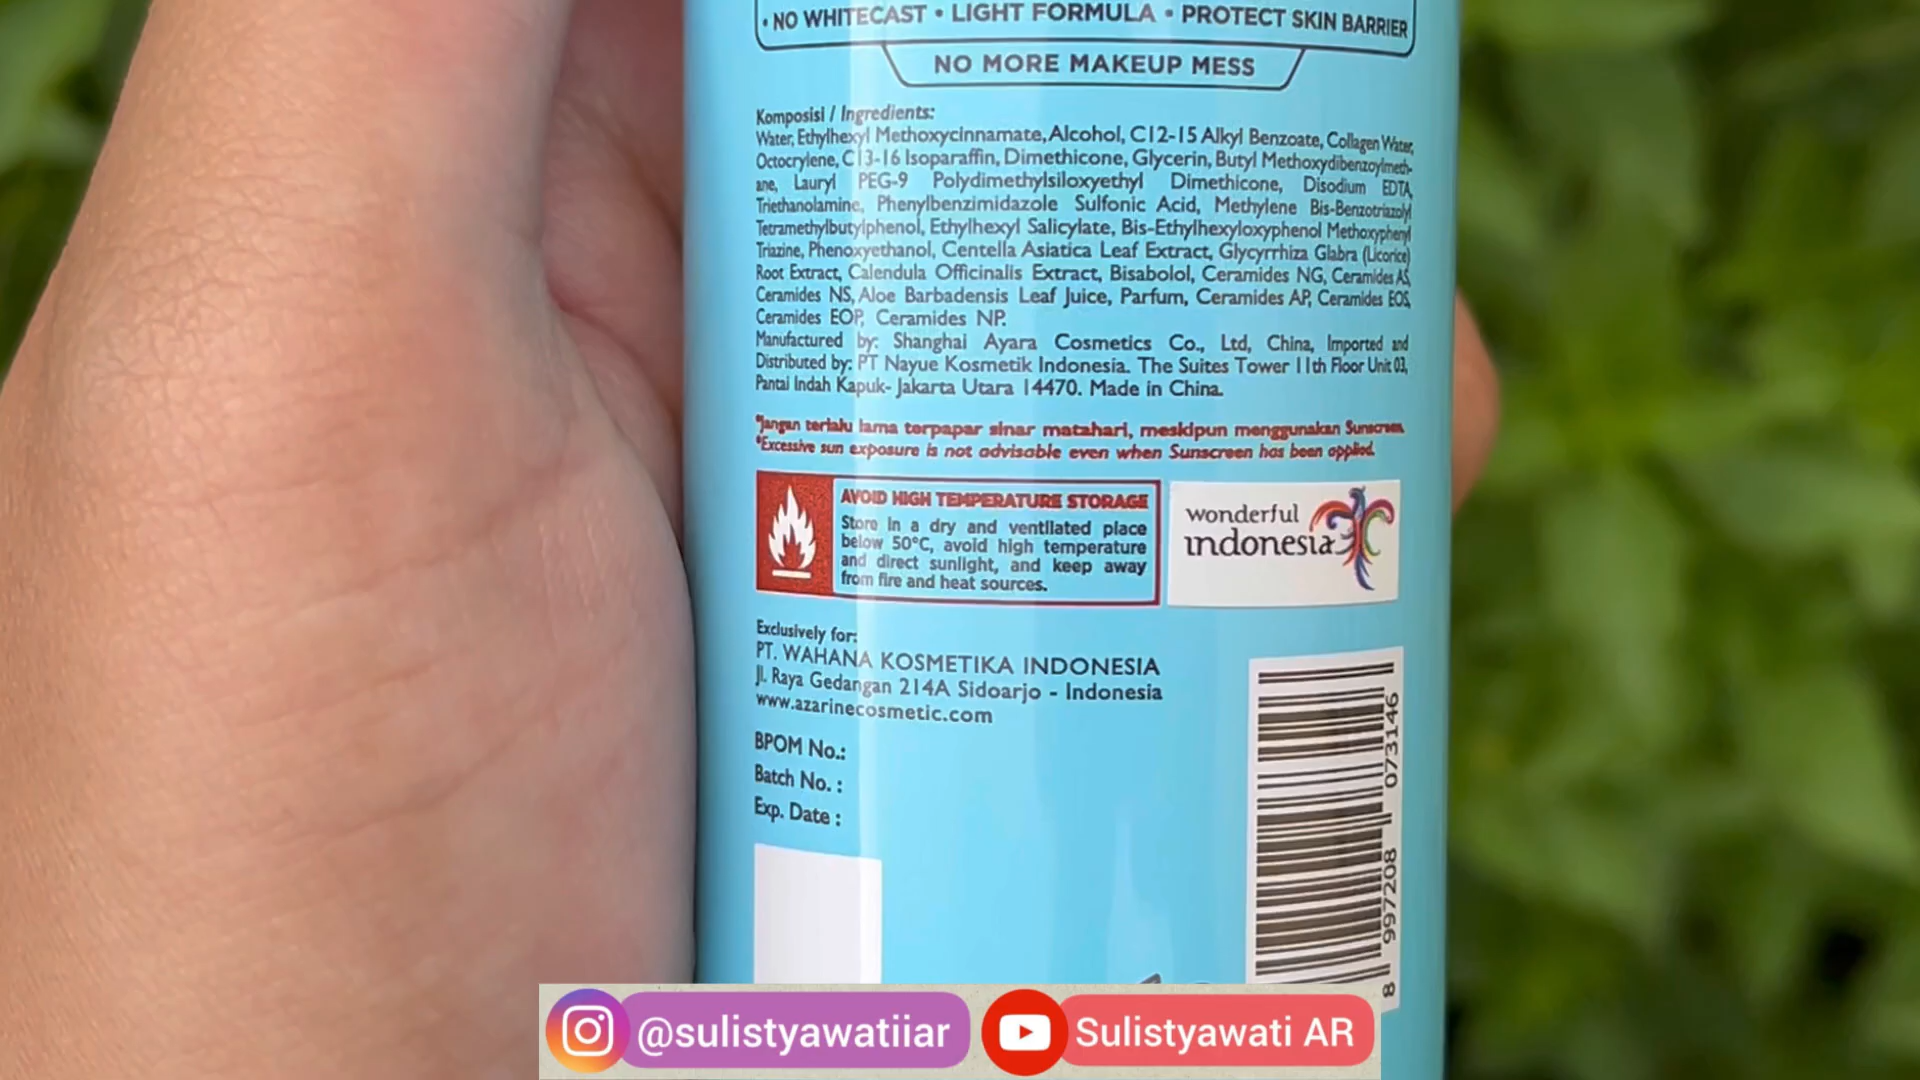 • NO WHITECAST • LIGHT FORMULA • PROTECT SKIN BARRIER
NO MORE MAKEUP MESS
Komposisi / Ingredients:
Water, Ethylhexyl Methoxycinnamate, Alcohol, C12-15 Alkyl Benzoate, Collagen Water,
Octocrylene, C13-16 Isoparaffin, Dimethicone, Glycerin, Butyl Methoxydibenzoylmeth-
ane, Lauryl PEG-9 Polydimethylsiloxyethyl Dimethicone, Disodium EDTA,
Triethanolamine, Phenylbenzimidazole Sulfonic Acid, Methylene Bis-Benzotriazolyl
Tetramethylbutylphenol, Ethylhexyl Salicylate, Bis-Ethylhexyloxyphenol Methoxyphenyl
Triazine, Phenoxyethanol, Centella Asiatica Leaf Extract, Glycyrrhiza Glabra (Licorice)
Root Extract, Calendula Officinalis Extract, Bisabolol, Ceramides NG, Ceramides AS,
Ceramides NS, Aloe Barbadensis Leaf Juice, Parfum, Ceramides AP, Ceramides EOS,
Ceramides EOP, Ceramides NP.
Manufactured by: Shanghai Ayara Cosmetics Co., Ltd, China, Imported and
Distributed by: PT Nayue Kosmetik Indonesia. The Suites Tower 11th Floor Unit 03,
Pantai Indah Kapuk- Jakarta Utara 14470. Made in China.
*Jangan terlalu lama terpapar sinar matahari, meskipun menggunakan Sunscreen.
*Excessive sun exposure is not advisable even when Sunscreen has been applied.
AVOID HIGH TEMPERATURE STORAGE
Store in a dry and ventilated place
below 50°C, avoid high temperature
and direct sunlight, and keep away
from fire and heat sources.
wonderful
indonesia
Exclusively for:
PT. WAHANA KOSMETIKA INDONESIA
Jl. Raya Gedangan 214A Sidoarjo - Indonesia
www.azarinecosmetic.com
BPOM No.:
Batch No. :
Exp. Date :
8 997208 073146
@sulistyawatiiar
Sulistyawati AR